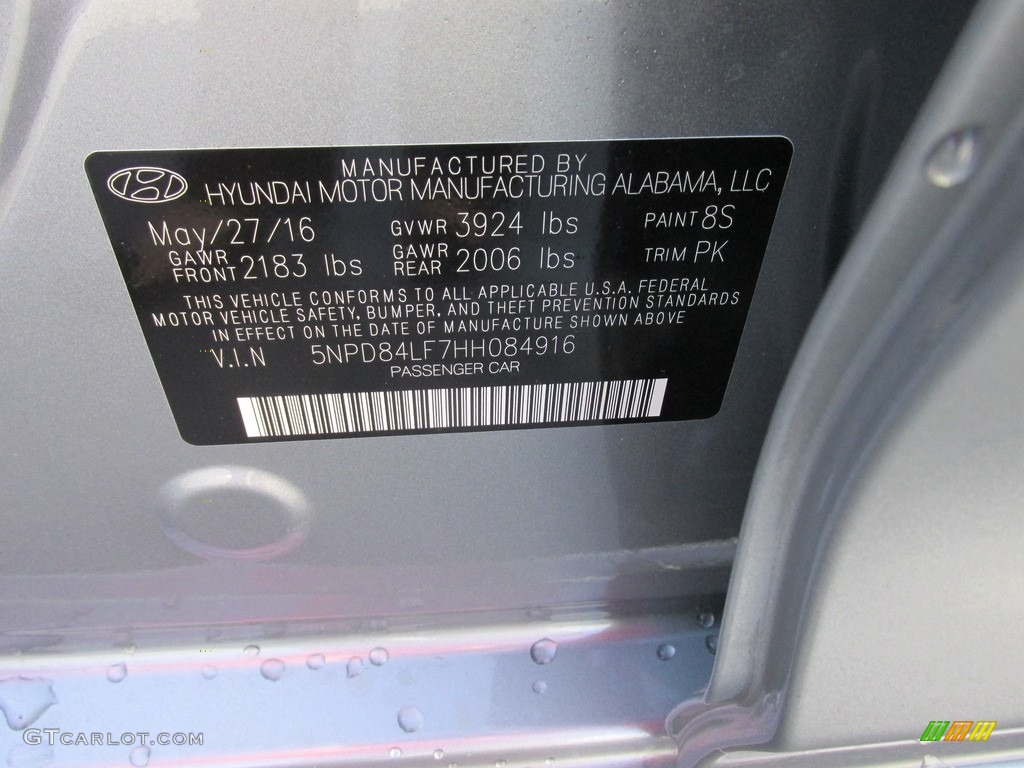 MANUFACTURED BY
HYUNDAI MOTOR MANUFACTURING ALABAMA, LLC
May/27/16 GVWR 3924 lbs PAINT 8S
GAWR FRONT 2183 lbs GAWR REAR 2006 lbs TRIM PK
THIS VEHICLE CONFORMS TO ALL APPLICABLE U.S.A. FEDERAL
MOTOR VEHICLE SAFETY, BUMPER, AND THEFT PREVENTION STANDARDS
IN EFFECT ON THE DATE OF MANUFACTURE SHOWN ABOVE
V.I.N 5NPD84LF7HH084916
PASSENGER CAR
GTCARLOT.COM